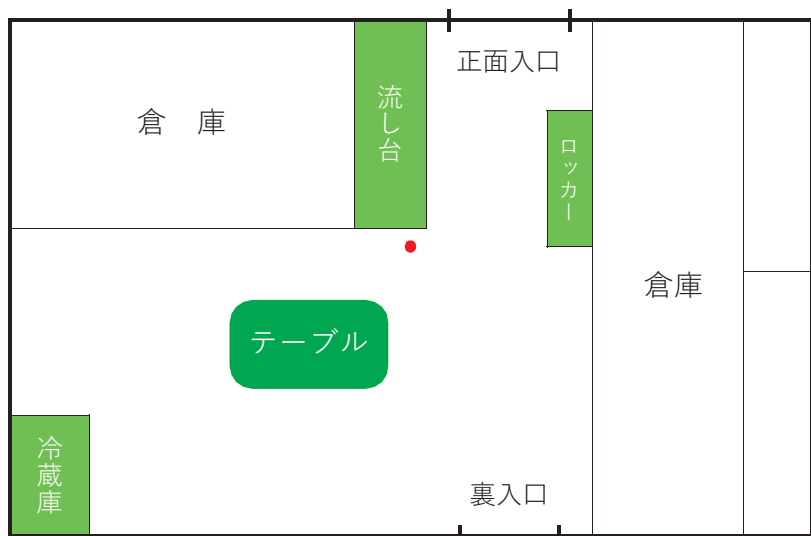 正面入口
倉　庫
流し台
ロッカー
倉庫
テーブル
冷蔵庫
裏入口